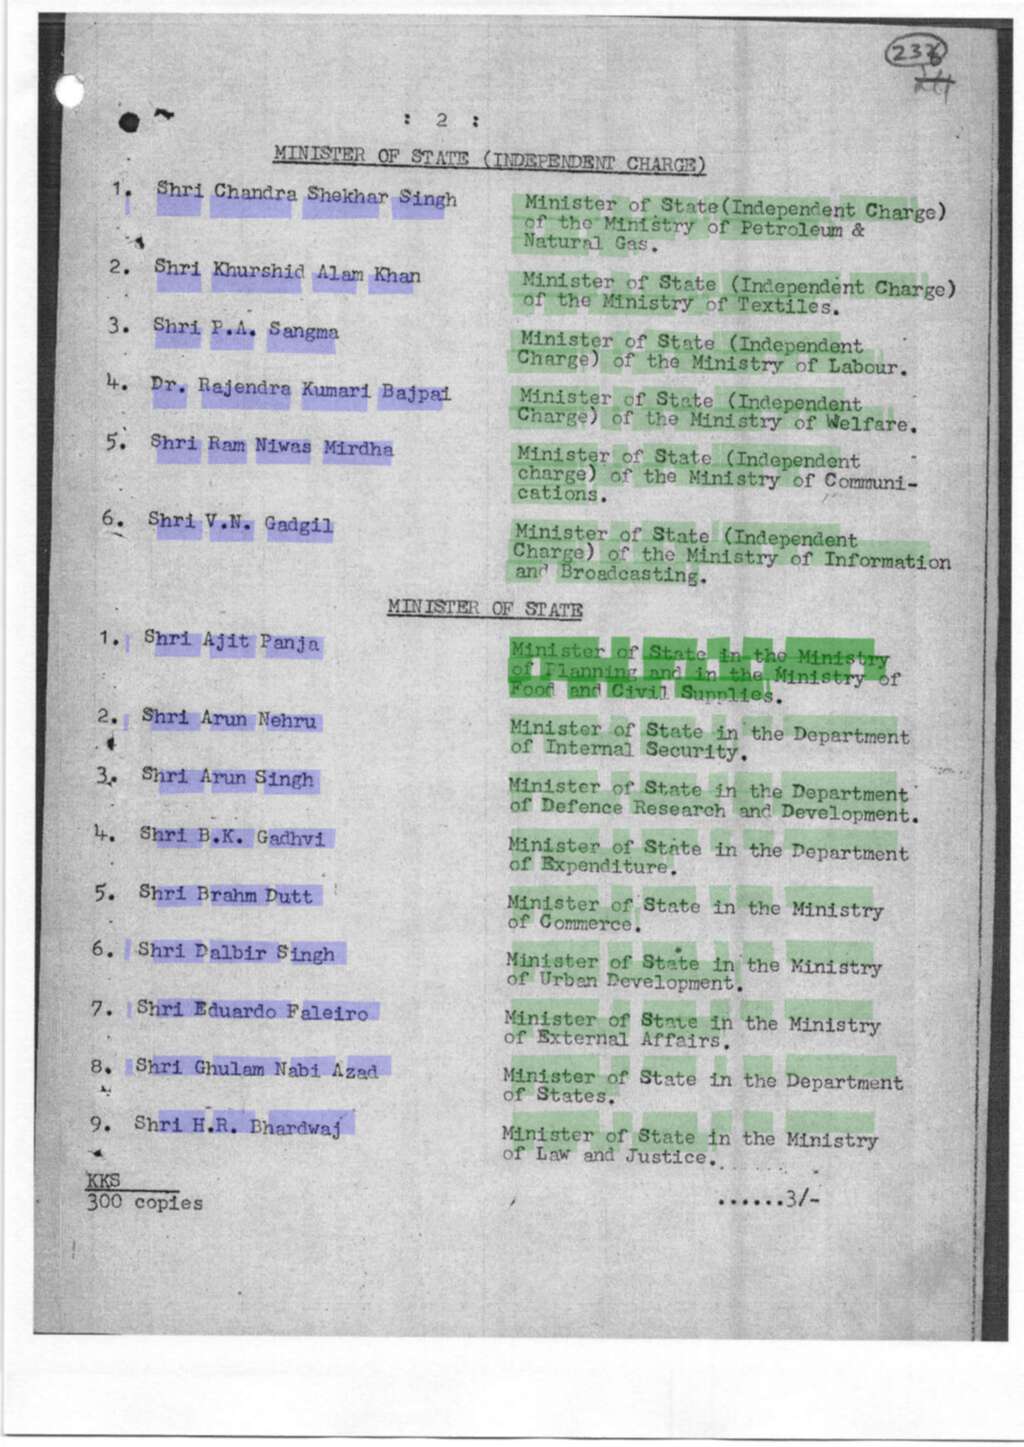 236
: 2 :
MINISTER OF STATE (INDEPENDENT CHARGE)
1. Shri Chandra Shekhar Singh Minister of State(Independent Charge)
of the Ministry of Petroleum &
Natural Gas.
2. Shri Khurshid Alam Khan Minister of State (Independent Charge)
of the Ministry of Textiles.
3. Shri P.A. Sangma Minister of State (Independent
Charge) of the Ministry of Labour.
4. Dr. Rajendra Kumari Bajpai Minister of State (Independent
Charge) of the Ministry of Welfare.
5. Shri Ram Niwas Mirdha Minister of State (Independent
charge) of the Ministry of Communi-
cations.
6. Shri V.N. Gadgil Minister of State (Independent
Charge) of the Ministry of Information
and Broadcasting.
MINISTER OF STATE
1. Shri Ajit Panja Minister of State in the Ministry
of Planning and in the Ministry of
Food and Civil Supplies.
2. Shri Arun Nehru Minister of State in the Department
of Internal Security.
3. Shri Arun Singh Minister of State in the Department
of Defence Research and Development.
4. Shri B.K. Gadhvi Minister of State in the Department
of Expenditure.
5. Shri Brahm Dutt Minister of State in the Ministry
of Commerce.
6. Shri Dalbir Singh Minister of State in the Ministry
of Urban Development.
7. Shri Eduardo Faleiro Minister of State in the Ministry
of External Affairs.
8. Shri Ghulam Nabi Azad Minister of State in the Department
of States.
9. Shri H.R. Bhardwaj Minister of State in the Ministry
of Law and Justice.
KKS
300 copies ......3/-